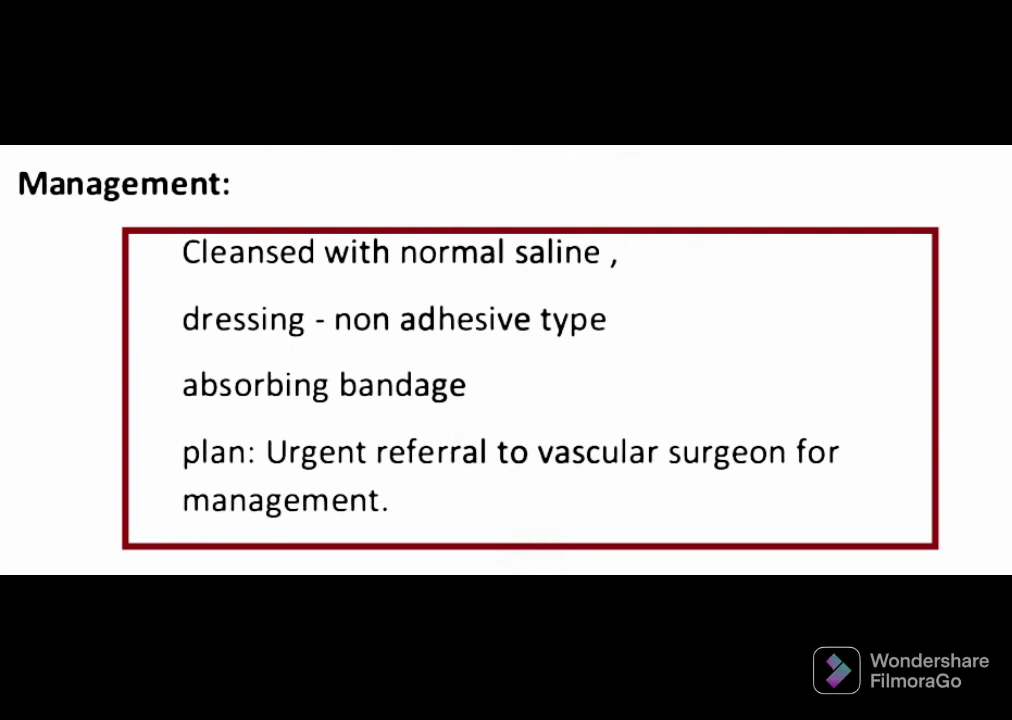 Management:
Cleansed with normal saline ,
dressing - non adhesive type
absorbing bandage
plan: Urgent referral to vascular surgeon for
management.
Wondershare
FilmoraGo